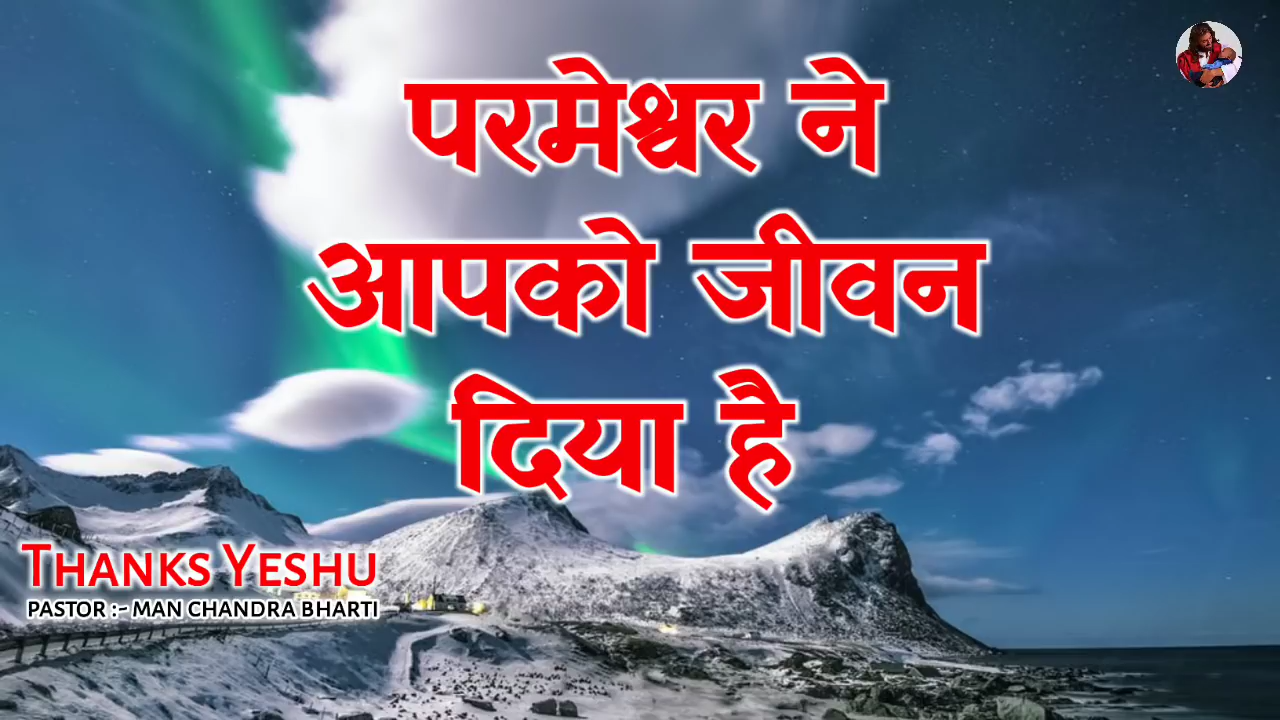 परमेश्वर ने
आपको जीवन
दिया है
THANKS YESHU
PASTOR :- MAN CHANDRA BHARTI